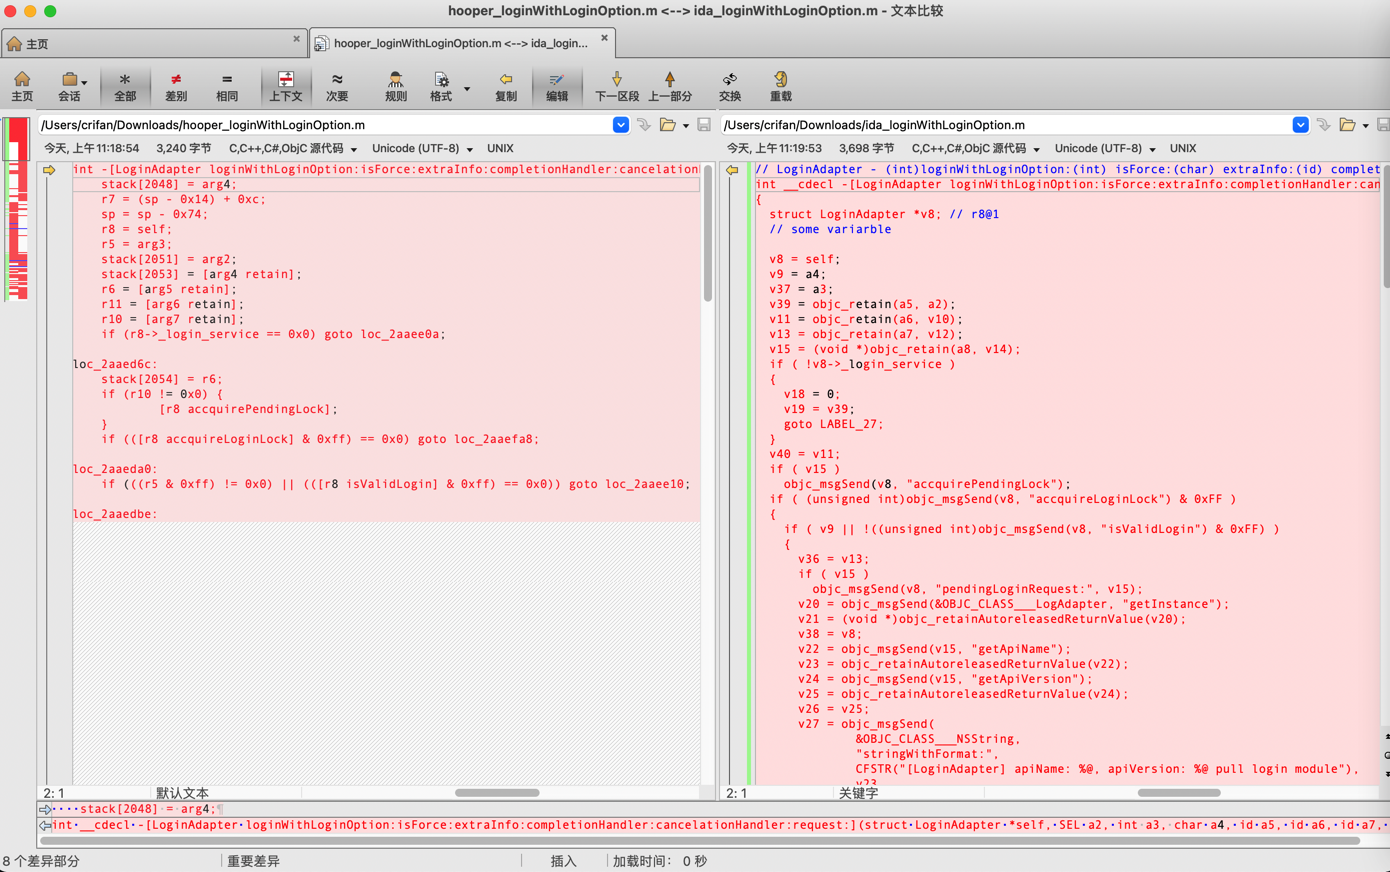 hooper_loginWithLoginOption.m <--> ida_loginWithLoginOption.m - 文本比较
主页
hooper_loginWithLoginOption.m <--> ida_login...
主页 会话 全部 差别 相同 上下文 次要 规则 格式 复制 编辑 下一区段 上一部分 交换 重载
/Users/crifan/Downloads/hooper_loginWithLoginOption.m
今天, 上午11:18:54 3,240 字节 C,C++,C#,ObjC 源代码 Unicode (UTF-8) UNIX
int -[LoginAdapter loginWithLoginOption:isForce:extraInfo:completionHandler:cancelation
stack[2048] = arg4;
r7 = (sp - 0x14) + 0xc;
sp = sp - 0x74;
r8 = self;
r5 = arg3;
stack[2051] = arg2;
stack[2053] = [arg4 retain];
r6 = [arg5 retain];
r11 = [arg6 retain];
r10 = [arg7 retain];
if (r8->_login_service == 0x0) goto loc_2aaee0a;
loc_2aaed6c:
stack[2054] = r6;
if (r10 != 0x0) {
[r8 accquirePendingLock];
}
if (([r8 accquireLoginLock] & 0xff) == 0x0) goto loc_2aaefa8;
loc_2aaeda0:
if (((r5 & 0xff) != 0x0) || (([r8 isValidLogin] & 0xff) == 0x0)) goto loc_2aaee10;
loc_2aaedbe:
2: 1 默认文本
/Users/crifan/Downloads/ida_loginWithLoginOption.m
今天, 上午11:19:53 3,698 字节 C,C++,C#,ObjC 源代码 Unicode (UTF-8) UNIX
// LoginAdapter - (int)loginWithLoginOption:(int) isForce:(char) extraInfo:(id) complet
int __cdecl -[LoginAdapter loginWithLoginOption:isForce:extraInfo:completionHandler:can
{
struct LoginAdapter *v8; // r8@1
// some variarble
v8 = self;
v9 = a4;
v37 = a3;
v39 = objc_retain(a5, a2);
v11 = objc_retain(a6, v10);
v13 = objc_retain(a7, v12);
v15 = (void *)objc_retain(a8, v14);
if ( !v8->_login_service )
{
v18 = 0;
v19 = v39;
goto LABEL_27;
}
v40 = v11;
if ( v15 )
objc_msgSend(v8, "accquirePendingLock");
if ( (unsigned int)objc_msgSend(v8, "accquireLoginLock") & 0xFF )
{
if ( v9 || !((unsigned int)objc_msgSend(v8, "isValidLogin") & 0xFF) )
{
v36 = v13;
if ( v15 )
objc_msgSend(v8, "pendingLoginRequest:", v15);
v20 = objc_msgSend(&OBJC_CLASS___LogAdapter, "getInstance");
v21 = (void *)objc_retainAutoreleasedReturnValue(v20);
v38 = v8;
v22 = objc_msgSend(v15, "getApiName");
v23 = objc_retainAutoreleasedReturnValue(v22);
v24 = objc_msgSend(v15, "getApiVersion");
v25 = objc_retainAutoreleasedReturnValue(v24);
v26 = v25;
v27 = objc_msgSend(
&OBJC_CLASS___NSString,
"stringWithFormat:",
CFSTR("[LoginAdapter] apiName: %@, apiVersion: %@ pull login module"),
v23
2: 1 关键字
····stack[2048]·=·arg4;¶
int·__cdecl·-[LoginAdapter·loginWithLoginOption:isForce:extraInfo:completionHandler:cancelationHandler:request:](struct·LoginAdapter·*self,·SEL·a2,·int·a3,·char·a4,·id·a5,·id·a6,·id·a7,·
8 个差异部分 重要差异 插入 加载时间: 0 秒